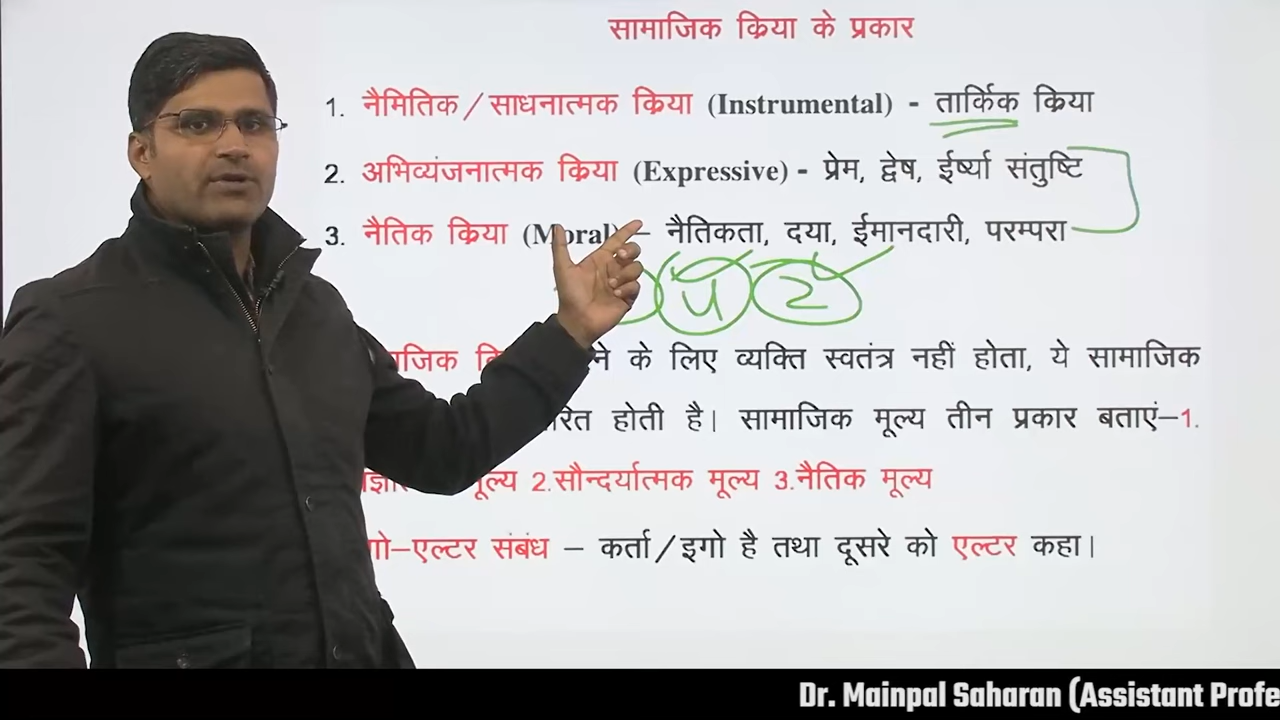 सामाजिक क्रिया के प्रकार
1. नैमितिक/साधनात्मक क्रिया (Instrumental) - तार्किक क्रिया
2. अभिव्यंजनात्मक क्रिया (Expressive) - प्रेम, द्वेष, ईर्ष्या संतुष्टि
3. नैतिक क्रिया (Moral) – नैतिकता, दया, ईमानदारी, परम्परा
के लिए व्यक्ति स्वतंत्र नहीं होता, ये सामाजिक
होती है। सामाजिक मूल्य तीन प्रकार बताएं–1.
मूल्य 2.सौन्दर्यात्मक मूल्य 3.नैतिक मूल्य
एल्टर संबंध – कर्ता/इगो है तथा दूसरे को एल्टर कहा।
Dr. Mainpal Saharan (Assistant Profe